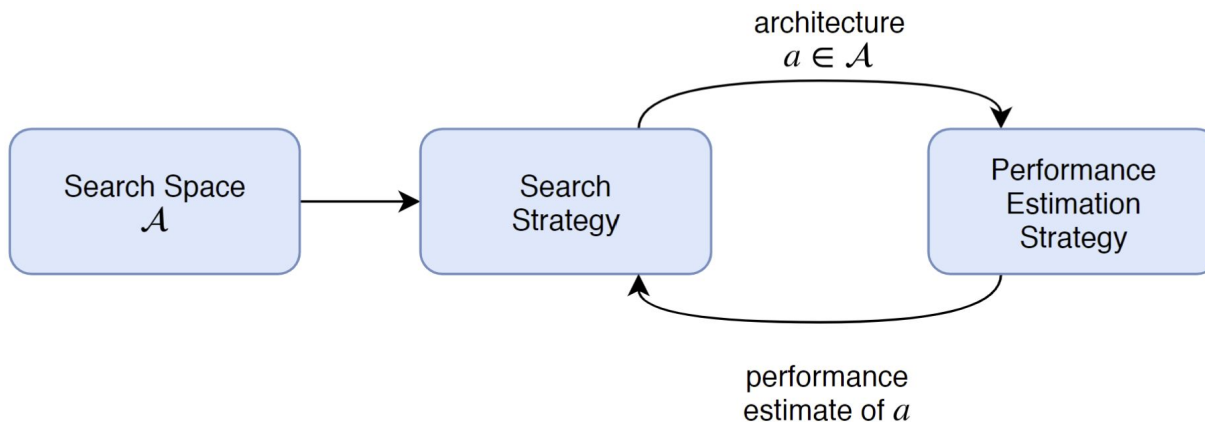 architecture
a ∈ 𝒜
Search Space
𝒜
Search
Strategy
Performance
Estimation
Strategy
performance
estimate of a